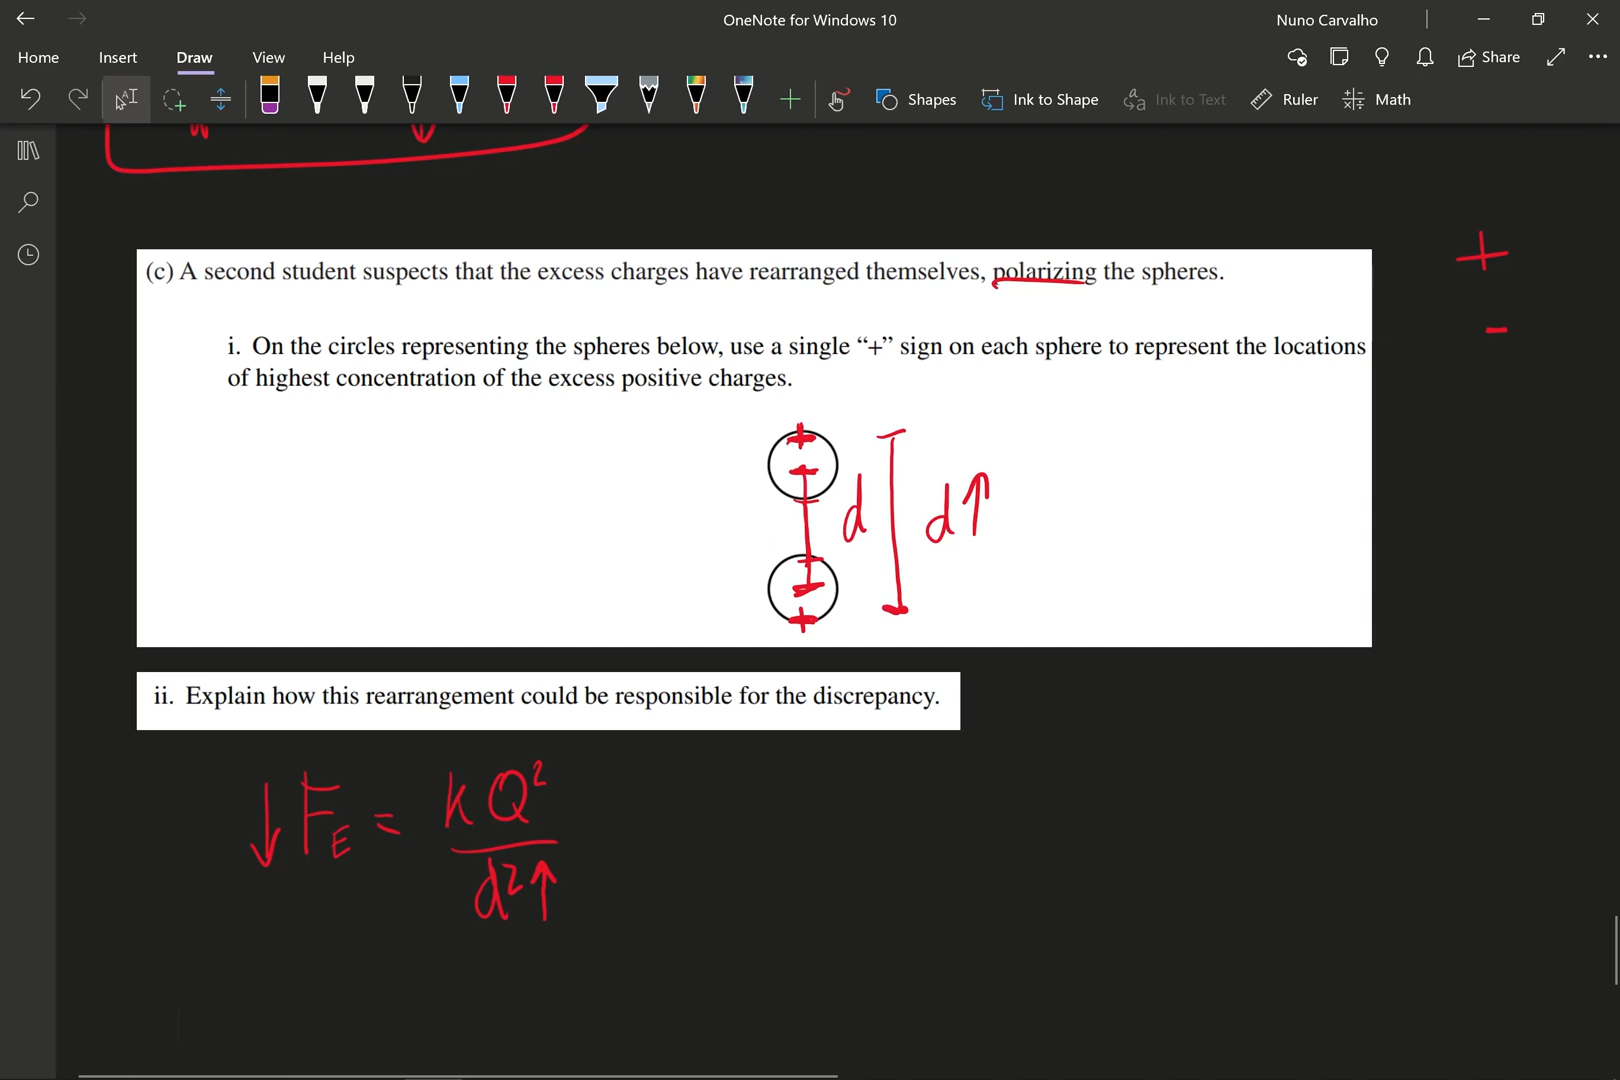 OneNote for Windows 10
Nuno Carvalho
Home Insert Draw View Help
Share
Shapes Ink to Shape Ink to Text Ruler Math
+
-
(c) A second student suspects that the excess charges have rearranged themselves, polarizing the spheres.
i. On the circles representing the spheres below, use a single “+” sign on each sphere to represent the locations
of highest concentration of the excess positive charges.
+
d d↑
+
ii. Explain how this rearrangement could be responsible for the discrepancy.
↓ F_E = kQ² / d²↑